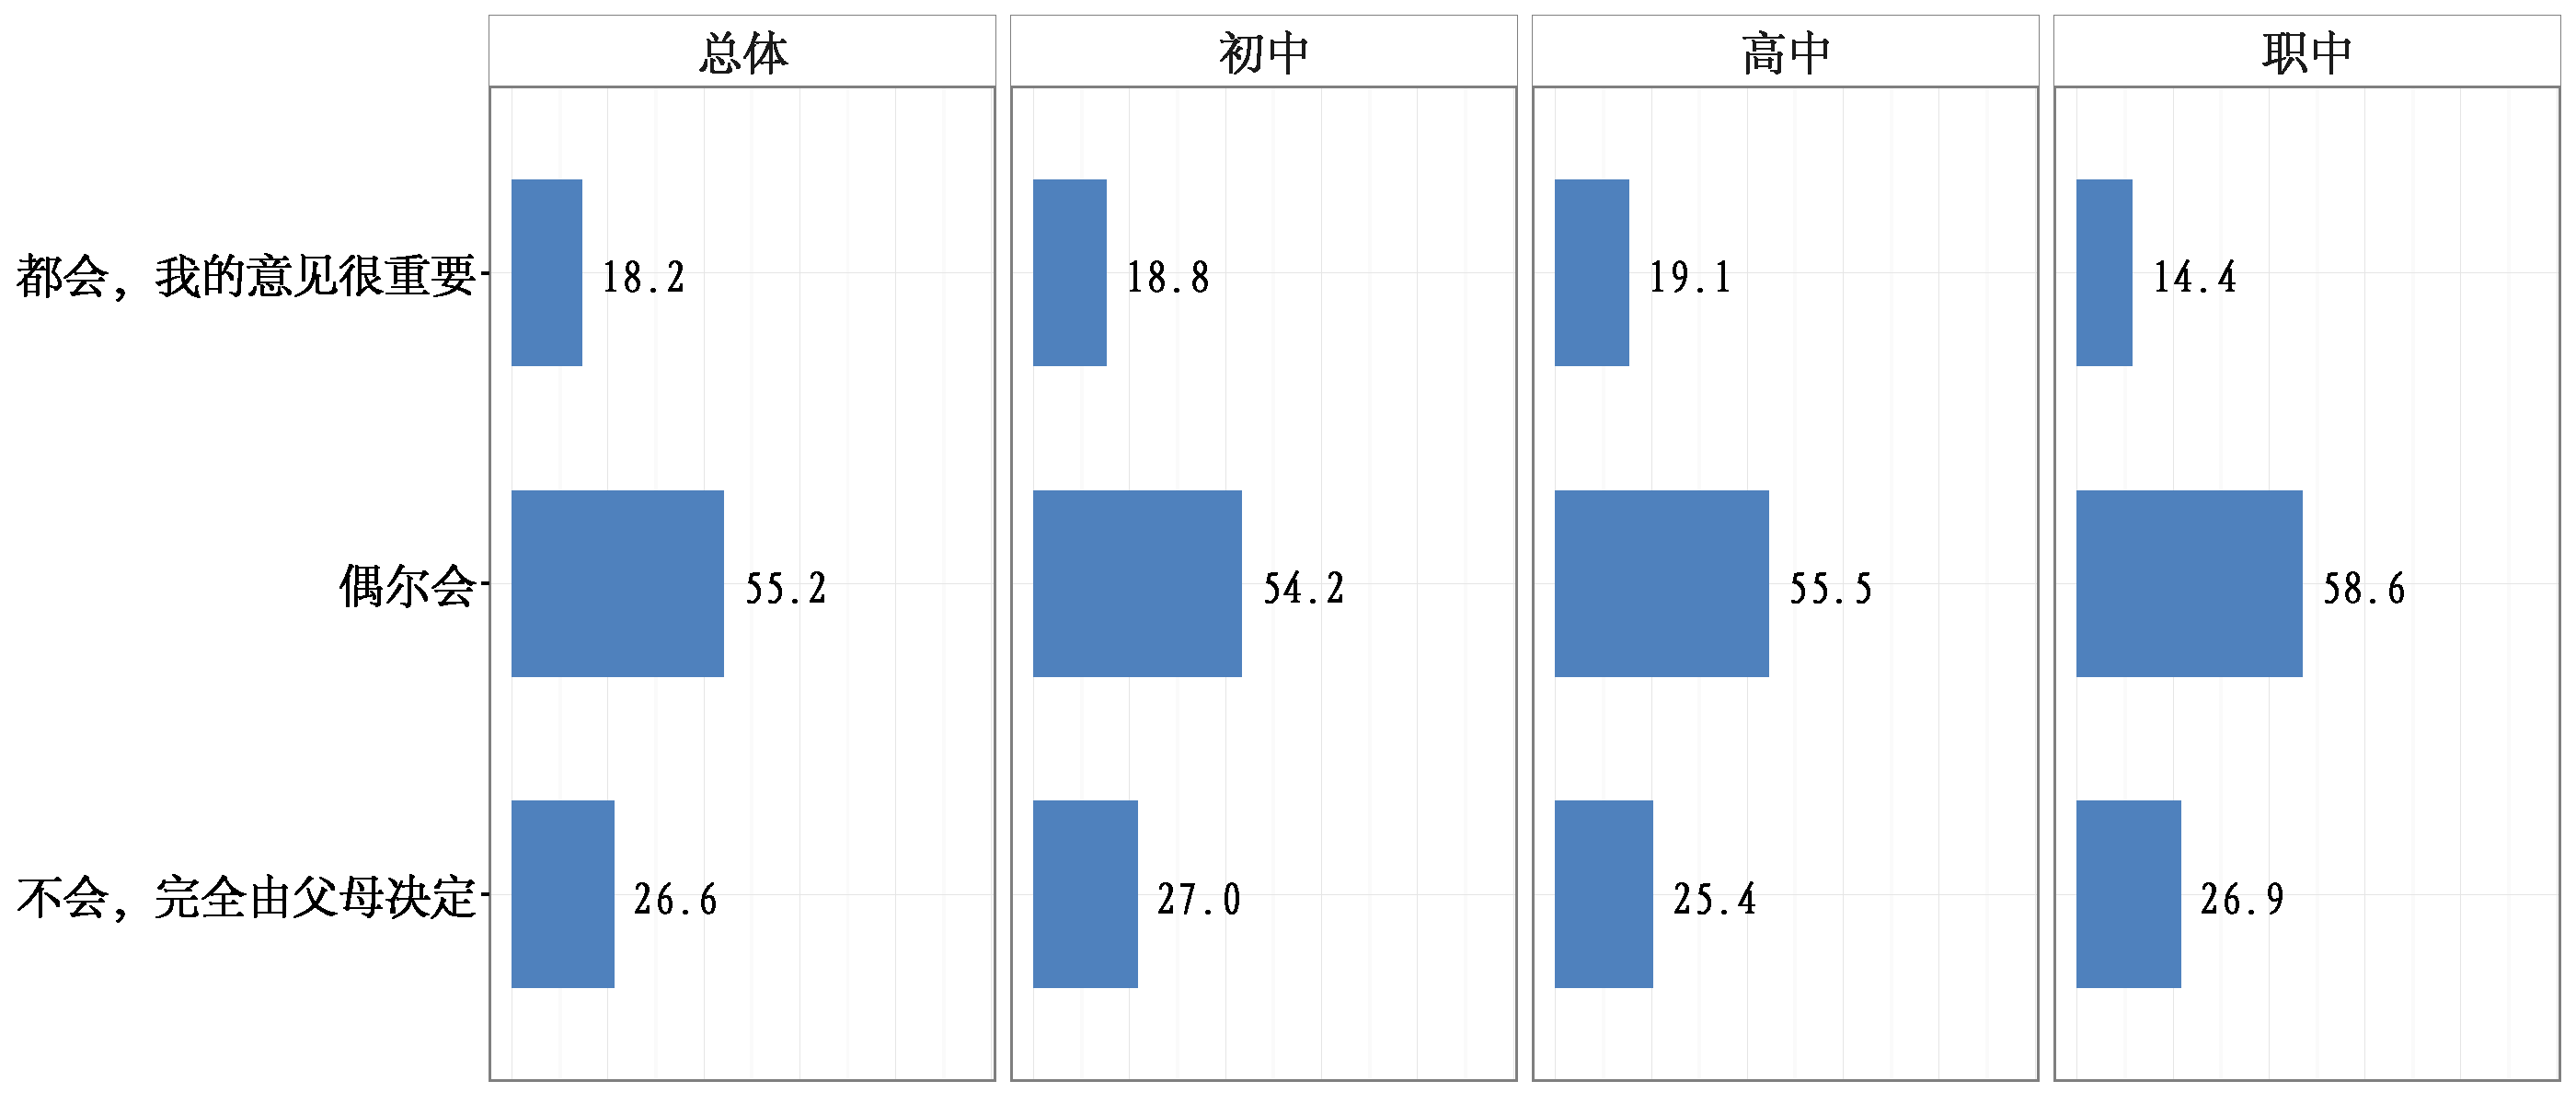 总体 初中 高中 职中
都会，我的意见很重要 18.2 18.8 19.1 14.4
偶尔会 55.2 54.2 55.5 58.6
不会，完全由父母决定 26.6 27.0 25.4 26.9